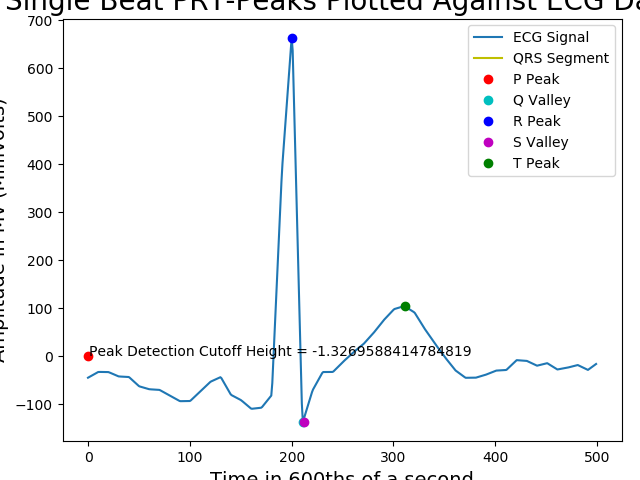 Single Beat PRT-Peaks Plotted Against ECG Da
700
600
500
400
300
200
100
0
−100
Amplitude in MV (Millivolts)
ECG Signal
QRS Segment
P Peak
Q Valley
R Peak
S Valley
T Peak
Peak Detection Cutoff Height = -1.3269588414784819
0
100
200
300
400
500
Time in 600ths of a second